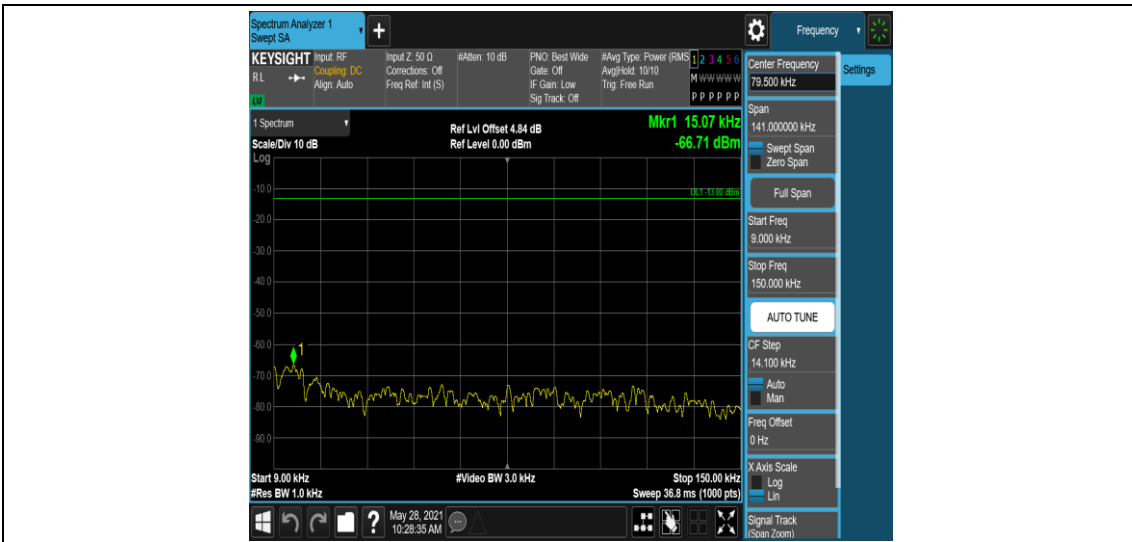 Spectrum Analyzer 1
Swept SA
+
Frequency
KEYSIGHT
RL
LXI
Input: RF
Coupling: DC
Align: Auto
Input Z: 50 Ω
Corrections: Off
Freq Ref: Int (S)
#Atten: 10 dB
PNO: Best Wide
Gate: Off
IF Gain: Low
Sig Track: Off
#Avg Type: Power (RMS
Avg|Hold: 10/10
Trig: Free Run
1 2 3 4 5 6
M W W W W W
P P P P P P
1 Spectrum
Scale/Div 10 dB
Log
Ref Lvl Offset 4.84 dB
Ref Level 0.00 dBm
Mkr1 15.07 kHz
-66.71 dBm
DL1 -13.00 dBm
-10.0
-20.0
-30.0
-40.0
-50.0
-60.0
-70.0
-80.0
-90.0
1
Start 9.00 kHz
#Res BW 1.0 kHz
#Video BW 3.0 kHz
Stop 150.00 kHz
Sweep 36.8 ms (1000 pts)
?
May 28, 2021
10:28:35 AM
Center Frequency
79.500 kHz
Settings
Span
141.000000 kHz
Swept Span
Zero Span
Full Span
Start Freq
9.000 kHz
Stop Freq
150.000 kHz
AUTO TUNE
CF Step
14.100 kHz
Auto
Man
Freq Offset
0 Hz
X Axis Scale
Log
Lin
Signal Track
(Span Zoom)